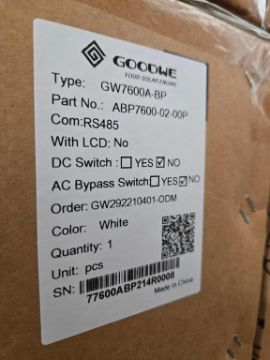 GOODWE
YOUR SOLAR ENGINE
Type: GW7600A-BP
Part No.: ABP7600-02-00P
Com:RS485
With LCD: No
DC Switch : ☐ YES ☑ NO
AC Bypass Switch ☐ YES ☑ NO
Order: GW292210401-ODM
Color: White
Quantity: 1
Unit: pcs
SN: 77600ABP214R0008
Made in China